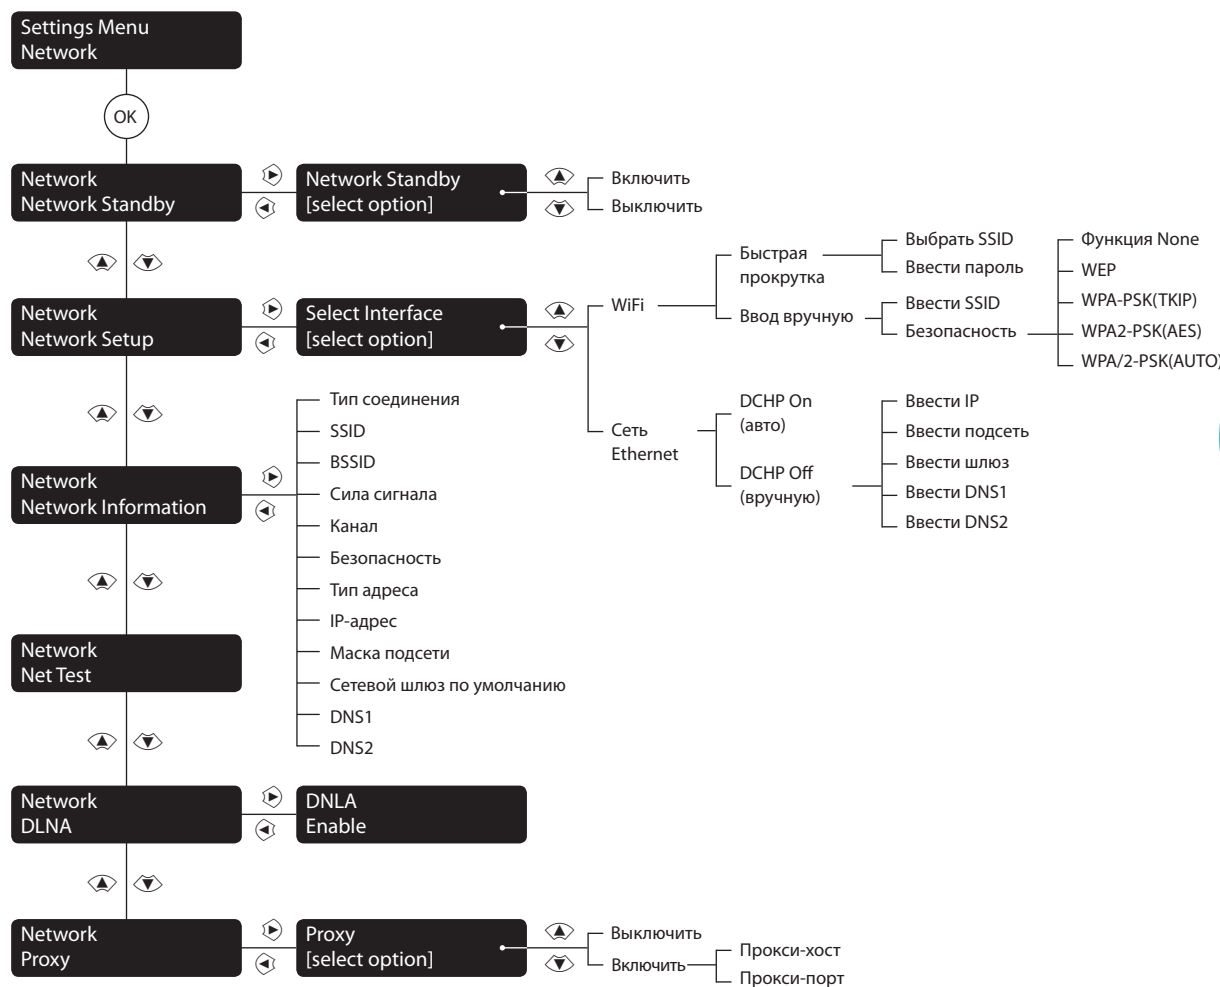 Settings Menu
Network
OK
Network
Network Standby
Network Standby
[select option]
Включить
Выключить
Network
Network Setup
Select Interface
[select option]
WiFi
Быстрая
прокрутка
Выбрать SSID
Ввести пароль
Ввод вручную
Ввести SSID
Безопасность
Функция None
WEP
WPA-PSK(TKIP)
WPA2-PSK(AES)
WPA/2-PSK(AUTO)
Сеть
Ethernet
DCHP On
(авто)
DCHP Off
(вручную)
Ввести IP
Ввести подсеть
Ввести шлюз
Ввести DNS1
Ввести DNS2
Network
Network Information
Тип соединения
SSID
BSSID
Сила сигнала
Канал
Безопасность
Тип адреса
IP-адрес
Маска подсети
Сетевой шлюз по умолчанию
DNS1
DNS2
Network
Net Test
Network
DLNA
DNLA
Enable
Network
Proxy
Proxy
[select option]
Выключить
Включить
Прокси-хост
Прокси-порт